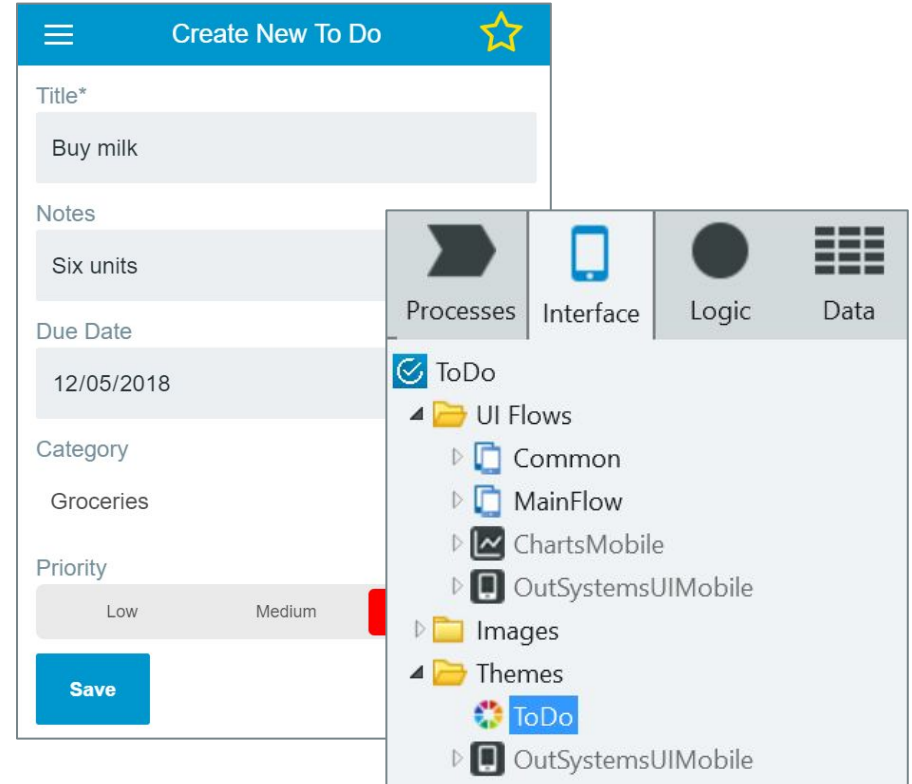 Create New To Do
Title*
Buy milk
Notes
Six units
Due Date
12/05/2018
Category
Groceries
Priority
Low Medium
Save
Processes Interface Logic Data
ToDo
UI Flows
Common
MainFlow
ChartsMobile
OutSystemsUIMobile
Images
Themes
ToDo
OutSystemsUIMobile